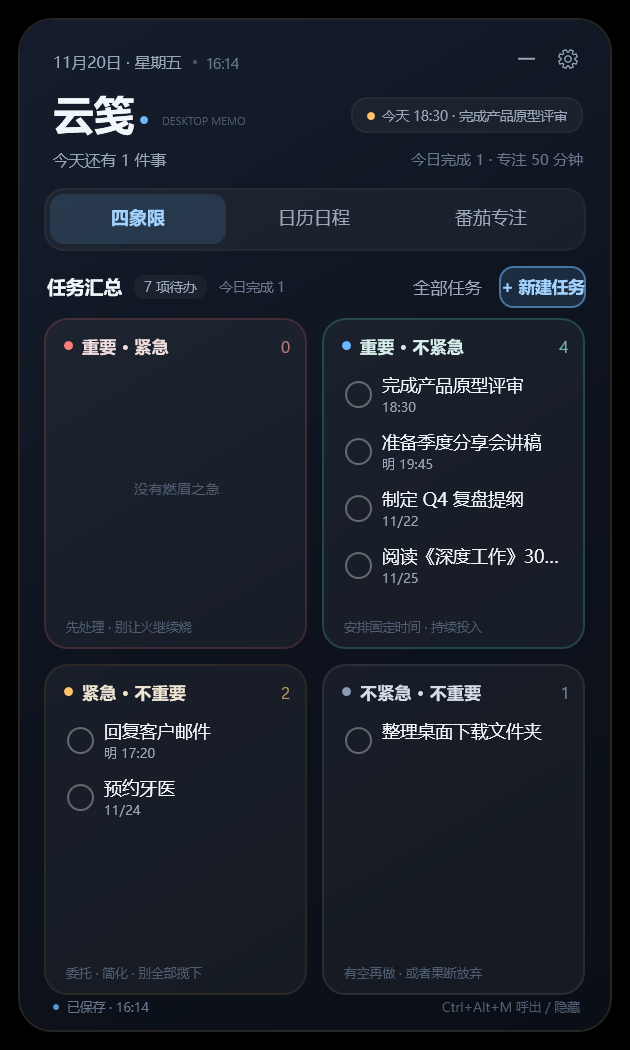 11月20日 · 星期五 • 16:14
云笺 DESKTOP MEMO
今天 18:30 · 完成产品原型评审
今天还有 1 件事
今日完成 1 · 专注 50 分钟
四象限 日历日程 番茄专注
任务汇总 7 项待办 今日完成 1 全部任务 + 新建任务
重要 • 紧急 0
没有燃眉之急
先处理 · 别让火继续烧
重要 • 不紧急 4
完成产品原型评审
18:30
准备季度分享会讲稿
明 19:45
制定 Q4 复盘提纲
11/22
阅读《深度工作》30...
11/25
安排固定时间 · 持续投入
紧急 • 不重要 2
回复客户邮件
明 17:20
预约牙医
11/24
委托 · 简化 · 别全部揽下
不紧急 • 不重要 1
整理桌面下载文件夹
有空再做 · 或者果断放弃
已保存 · 16:14
Ctrl+Alt+M 呼出 / 隐藏